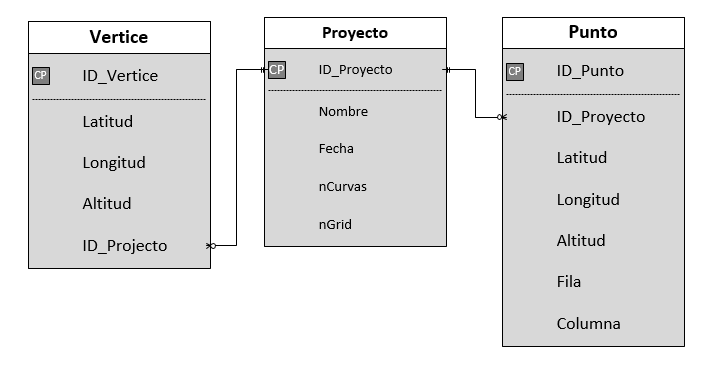 Vertice
CP ID_Vertice
Latitud
Longitud
Altitud
ID_Projecto
Proyecto
CP ID_Proyecto
Nombre
Fecha
nCurvas
nGrid
Punto
CP ID_Punto
ID_Proyecto
Latitud
Longitud
Altitud
Fila
Columna